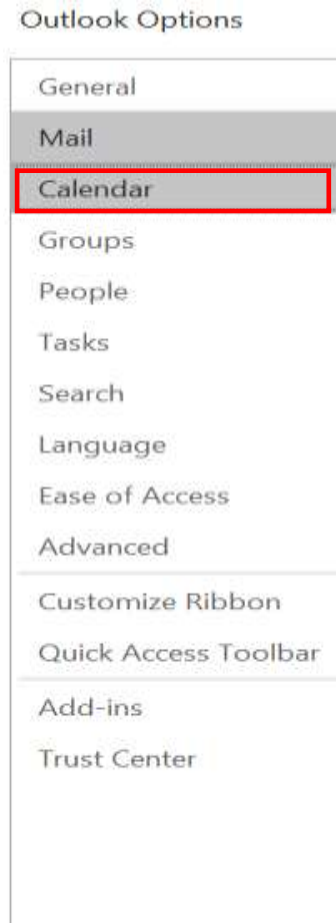 Outlook Options
General
Mail
Calendar
Groups
People
Tasks
Search
Language
Ease of Access
Advanced
Customize Ribbon
Quick Access Toolbar
Add-ins
Trust Center